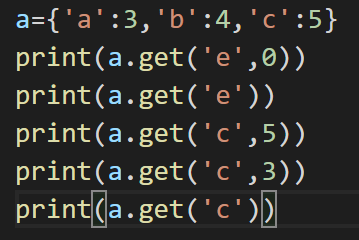 a={'a':3,'b':4,'c':5}
print(a.get('e',0))
print(a.get('e'))
print(a.get('c',5))
print(a.get('c',3))
print(a.get('c'))